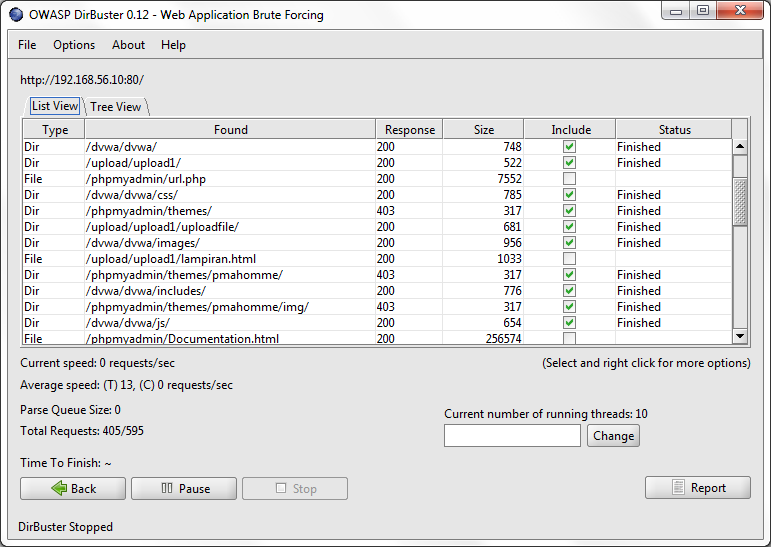 OWASP DirBuster 0.12 - Web Application Brute Forcing
File Options About Help
http://192.168.56.10:80/
List View Tree View
Type Found Response Size Include Status
Dir /dvwa/dvwa/ 200 748 Finished
Dir /upload/upload1/ 200 522 Finished
File /phpmyadmin/url.php 200 7552
Dir /dvwa/dvwa/css/ 200 785 Finished
Dir /phpmyadmin/themes/ 403 317 Finished
Dir /upload/upload1/uploadfile/ 200 681 Finished
Dir /dvwa/dvwa/images/ 200 956 Finished
File /upload/upload1/lampiran.html 200 1033
Dir /phpmyadmin/themes/pmahomme/ 403 317 Finished
Dir /dvwa/dvwa/includes/ 200 776 Finished
Dir /phpmyadmin/themes/pmahomme/img/ 403 317 Finished
Dir /dvwa/dvwa/js/ 200 654 Finished
File /phpmyadmin/Documentation.html 200 256574
Current speed: 0 requests/sec (Select and right click for more options)
Average speed: (T) 13, (C) 0 requests/sec
Parse Queue Size: 0 Current number of running threads: 10
Total Requests: 405/595 Change
Time To Finish: ~
Back Pause Stop Report
DirBuster Stopped